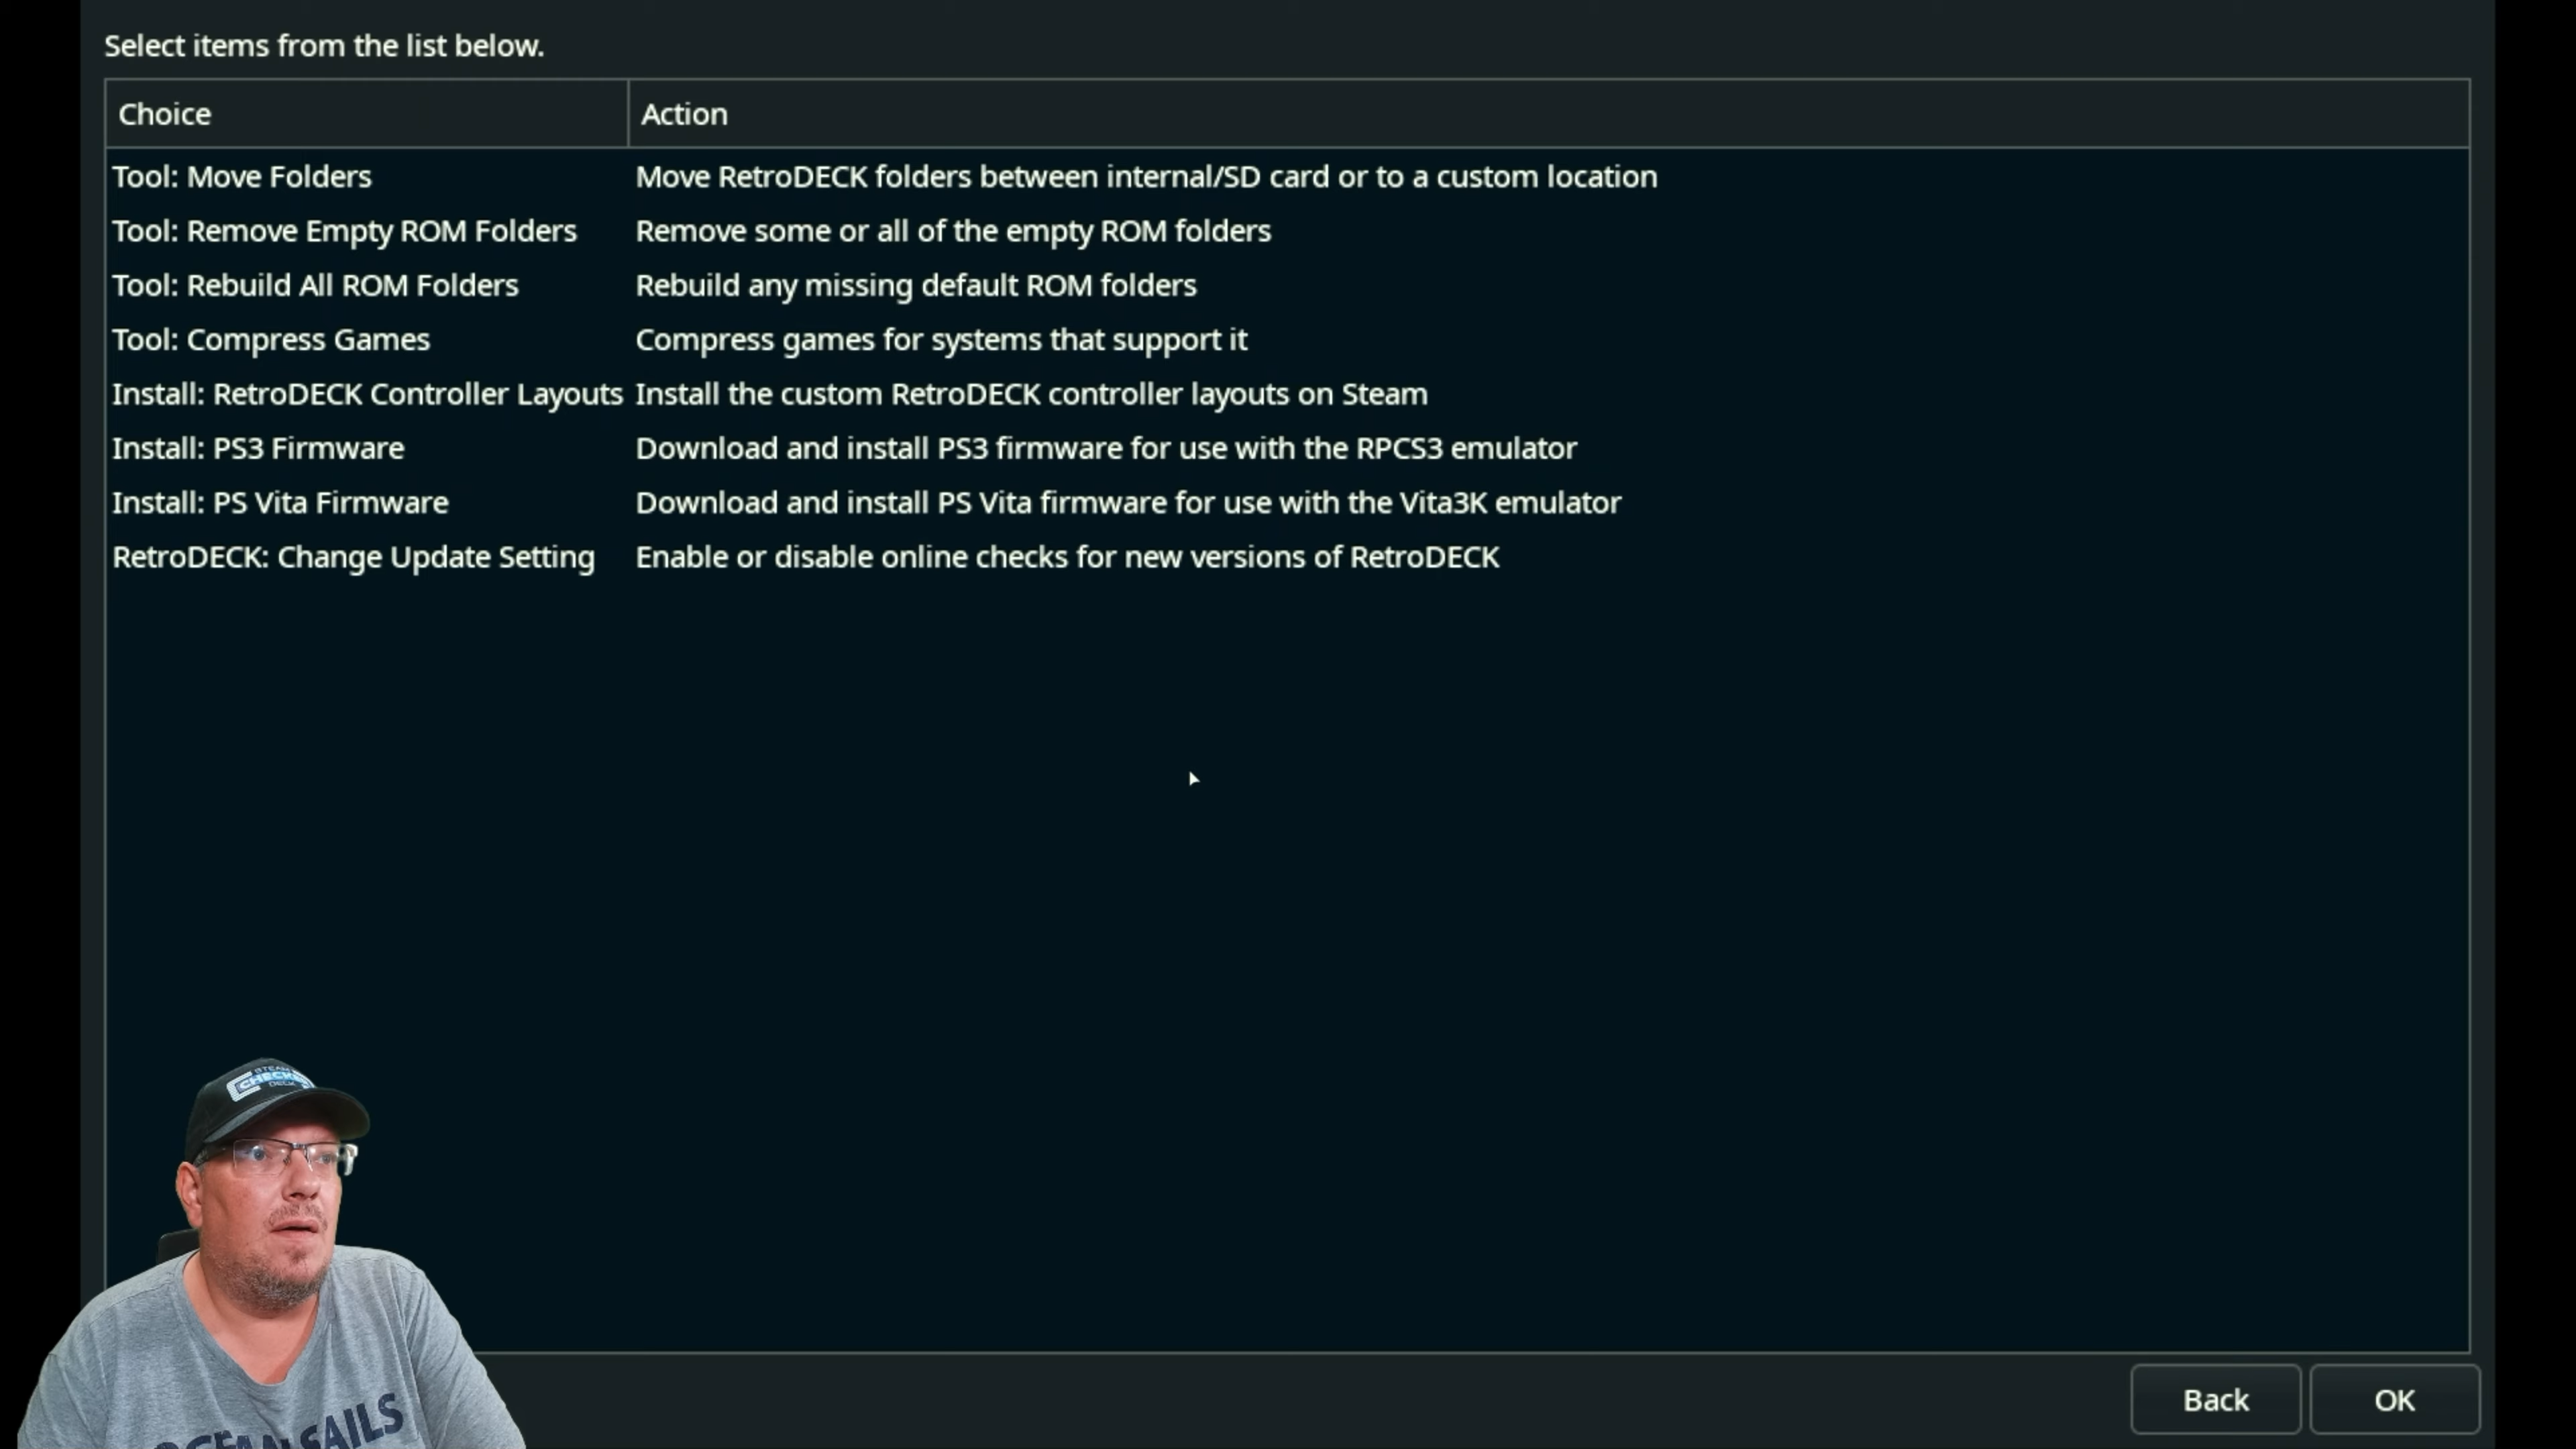 Select items from the list below.
Choice Action
Tool: Move Folders Move RetroDECK folders between internal/SD card or to a custom location
Tool: Remove Empty ROM Folders Remove some or all of the empty ROM folders
Tool: Rebuild All ROM Folders Rebuild any missing default ROM folders
Tool: Compress Games Compress games for systems that support it
Install: RetroDECK Controller Layouts Install the custom RetroDECK controller layouts on Steam
Install: PS3 Firmware Download and install PS3 firmware for use with the RPCS3 emulator
Install: PS Vita Firmware Download and install PS Vita firmware for use with the Vita3K emulator
RetroDECK: Change Update Setting Enable or disable online checks for new versions of RetroDECK
STEAM
CHECK
DECK
SAILS
Back OK